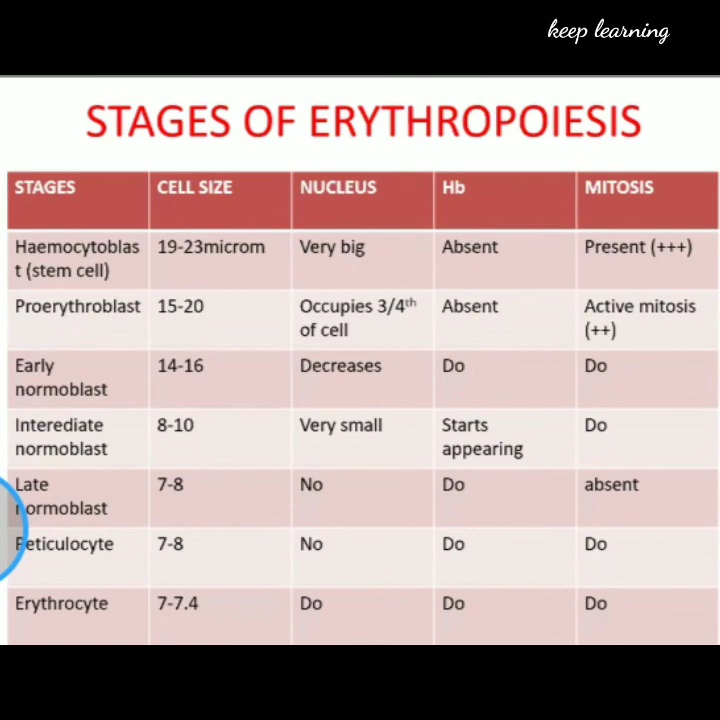 keep learning
STAGES OF ERYTHROPOIESIS
STAGES CELL SIZE NUCLEUS Hb MITOSIS
Haemocytoblas 19-23microm Very big Absent Present (+++)
t (stem cell)
Proerythroblast 15-20 Occupies 3/4th Absent Active mitosis
of cell (++)
Early 14-16 Decreases Do Do
normoblast
Interediate 8-10 Very small Starts Do
normoblast appearing
Late 7-8 No Do absent
normoblast
Reticulocyte 7-8 No Do Do
Erythrocyte 7-7.4 Do Do Do